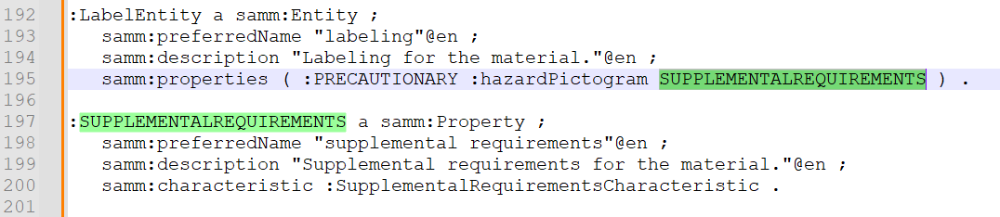 192 :LabelEntity a samm:Entity ;
193 samm:preferredName "labeling"@en ;
194 samm:description "Labeling for the material."@en ;
195 samm:properties ( :PRECAUTIONARY :hazardPictogram SUPPLEMENTALREQUIREMENTS ) .
196
197 :SUPPLEMENTALREQUIREMENTS a samm:Property ;
198 samm:preferredName "supplemental requirements"@en ;
199 samm:description "Supplemental requirements for the material."@en ;
200 samm:characteristic :SupplementalRequirementsCharacteristic .
201